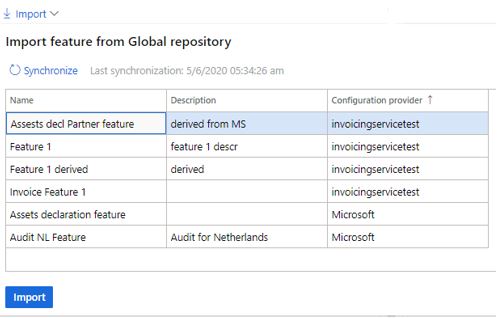 Import
Import feature from Global repository
Synchronize Last synchronization: 5/6/2020 05:34:26 am
Name Description Configuration provider ↑
Assests decl Partner feature derived from MS invoicingservicetest
Feature 1 feature 1 descr invoicingservicetest
Feature 1 derived derived invoicingservicetest
Invoice Feature 1 invoicingservicetest
Assets declaration feature Microsoft
Audit NL Feature Audit for Netherlands Microsoft
Import